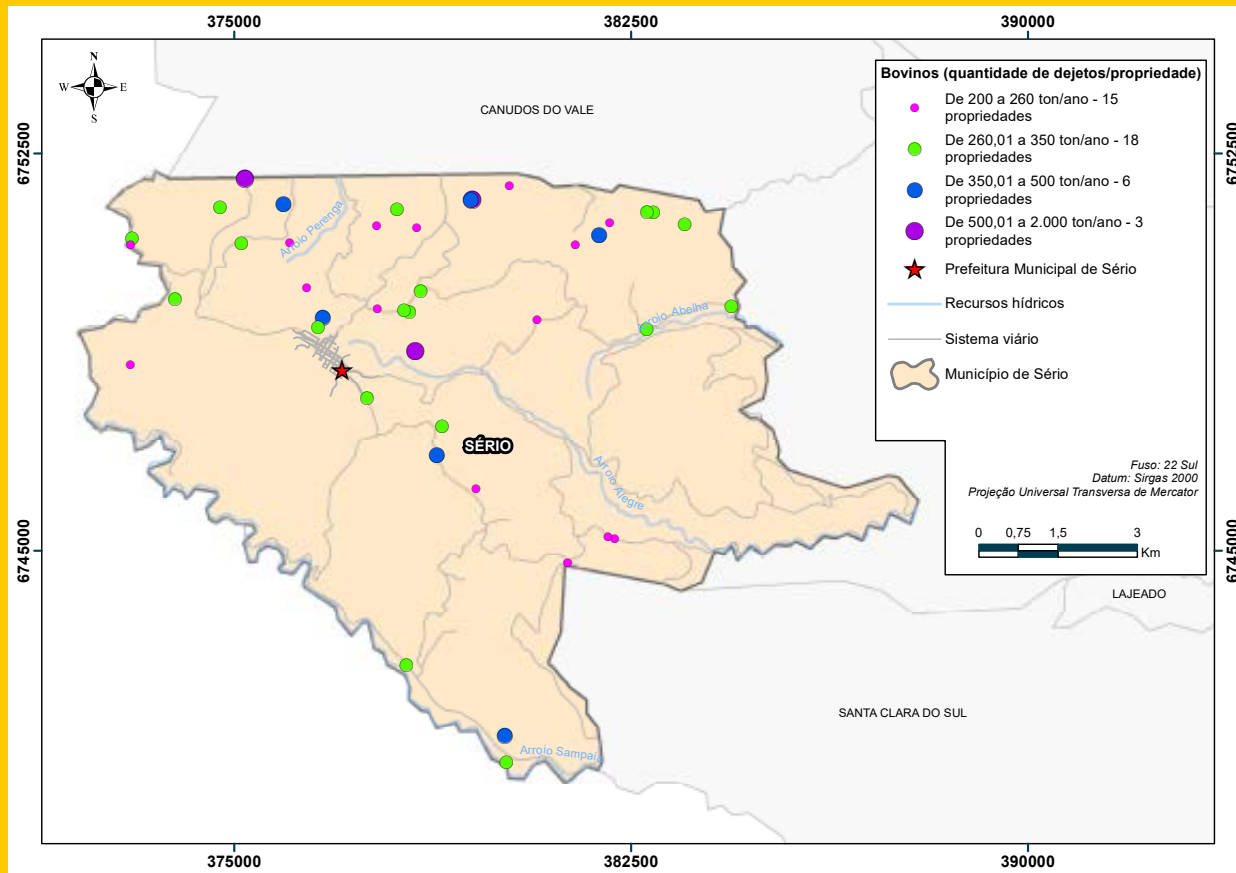 375000
382500
390000
N
W
E
S
CANUDOS DO VALE
6752500
6752500
Bovinos (quantidade de dejetos/propriedade)
De 200 a 260 ton/ano - 15
propriedades
De 260,01 a 350 ton/ano - 18
propriedades
De 350,01 a 500 ton/ano - 6
propriedades
De 500,01 a 2.000 ton/ano - 3
propriedades
Prefeitura Municipal de Sério
Recursos hídricos
Sistema viário
Município de Sério
Arroio Perenga
Arroio Abelha
SÉRIO
Arroio Alegre
Fuso: 22 Sul
Datum: Sirgas 2000
Projeção Universal Transversa de Mercator
0
0,75
1,5
3
Km
6745000
6745000
LAJEADO
SANTA CLARA DO SUL
Arroio Sampaio
375000
382500
390000